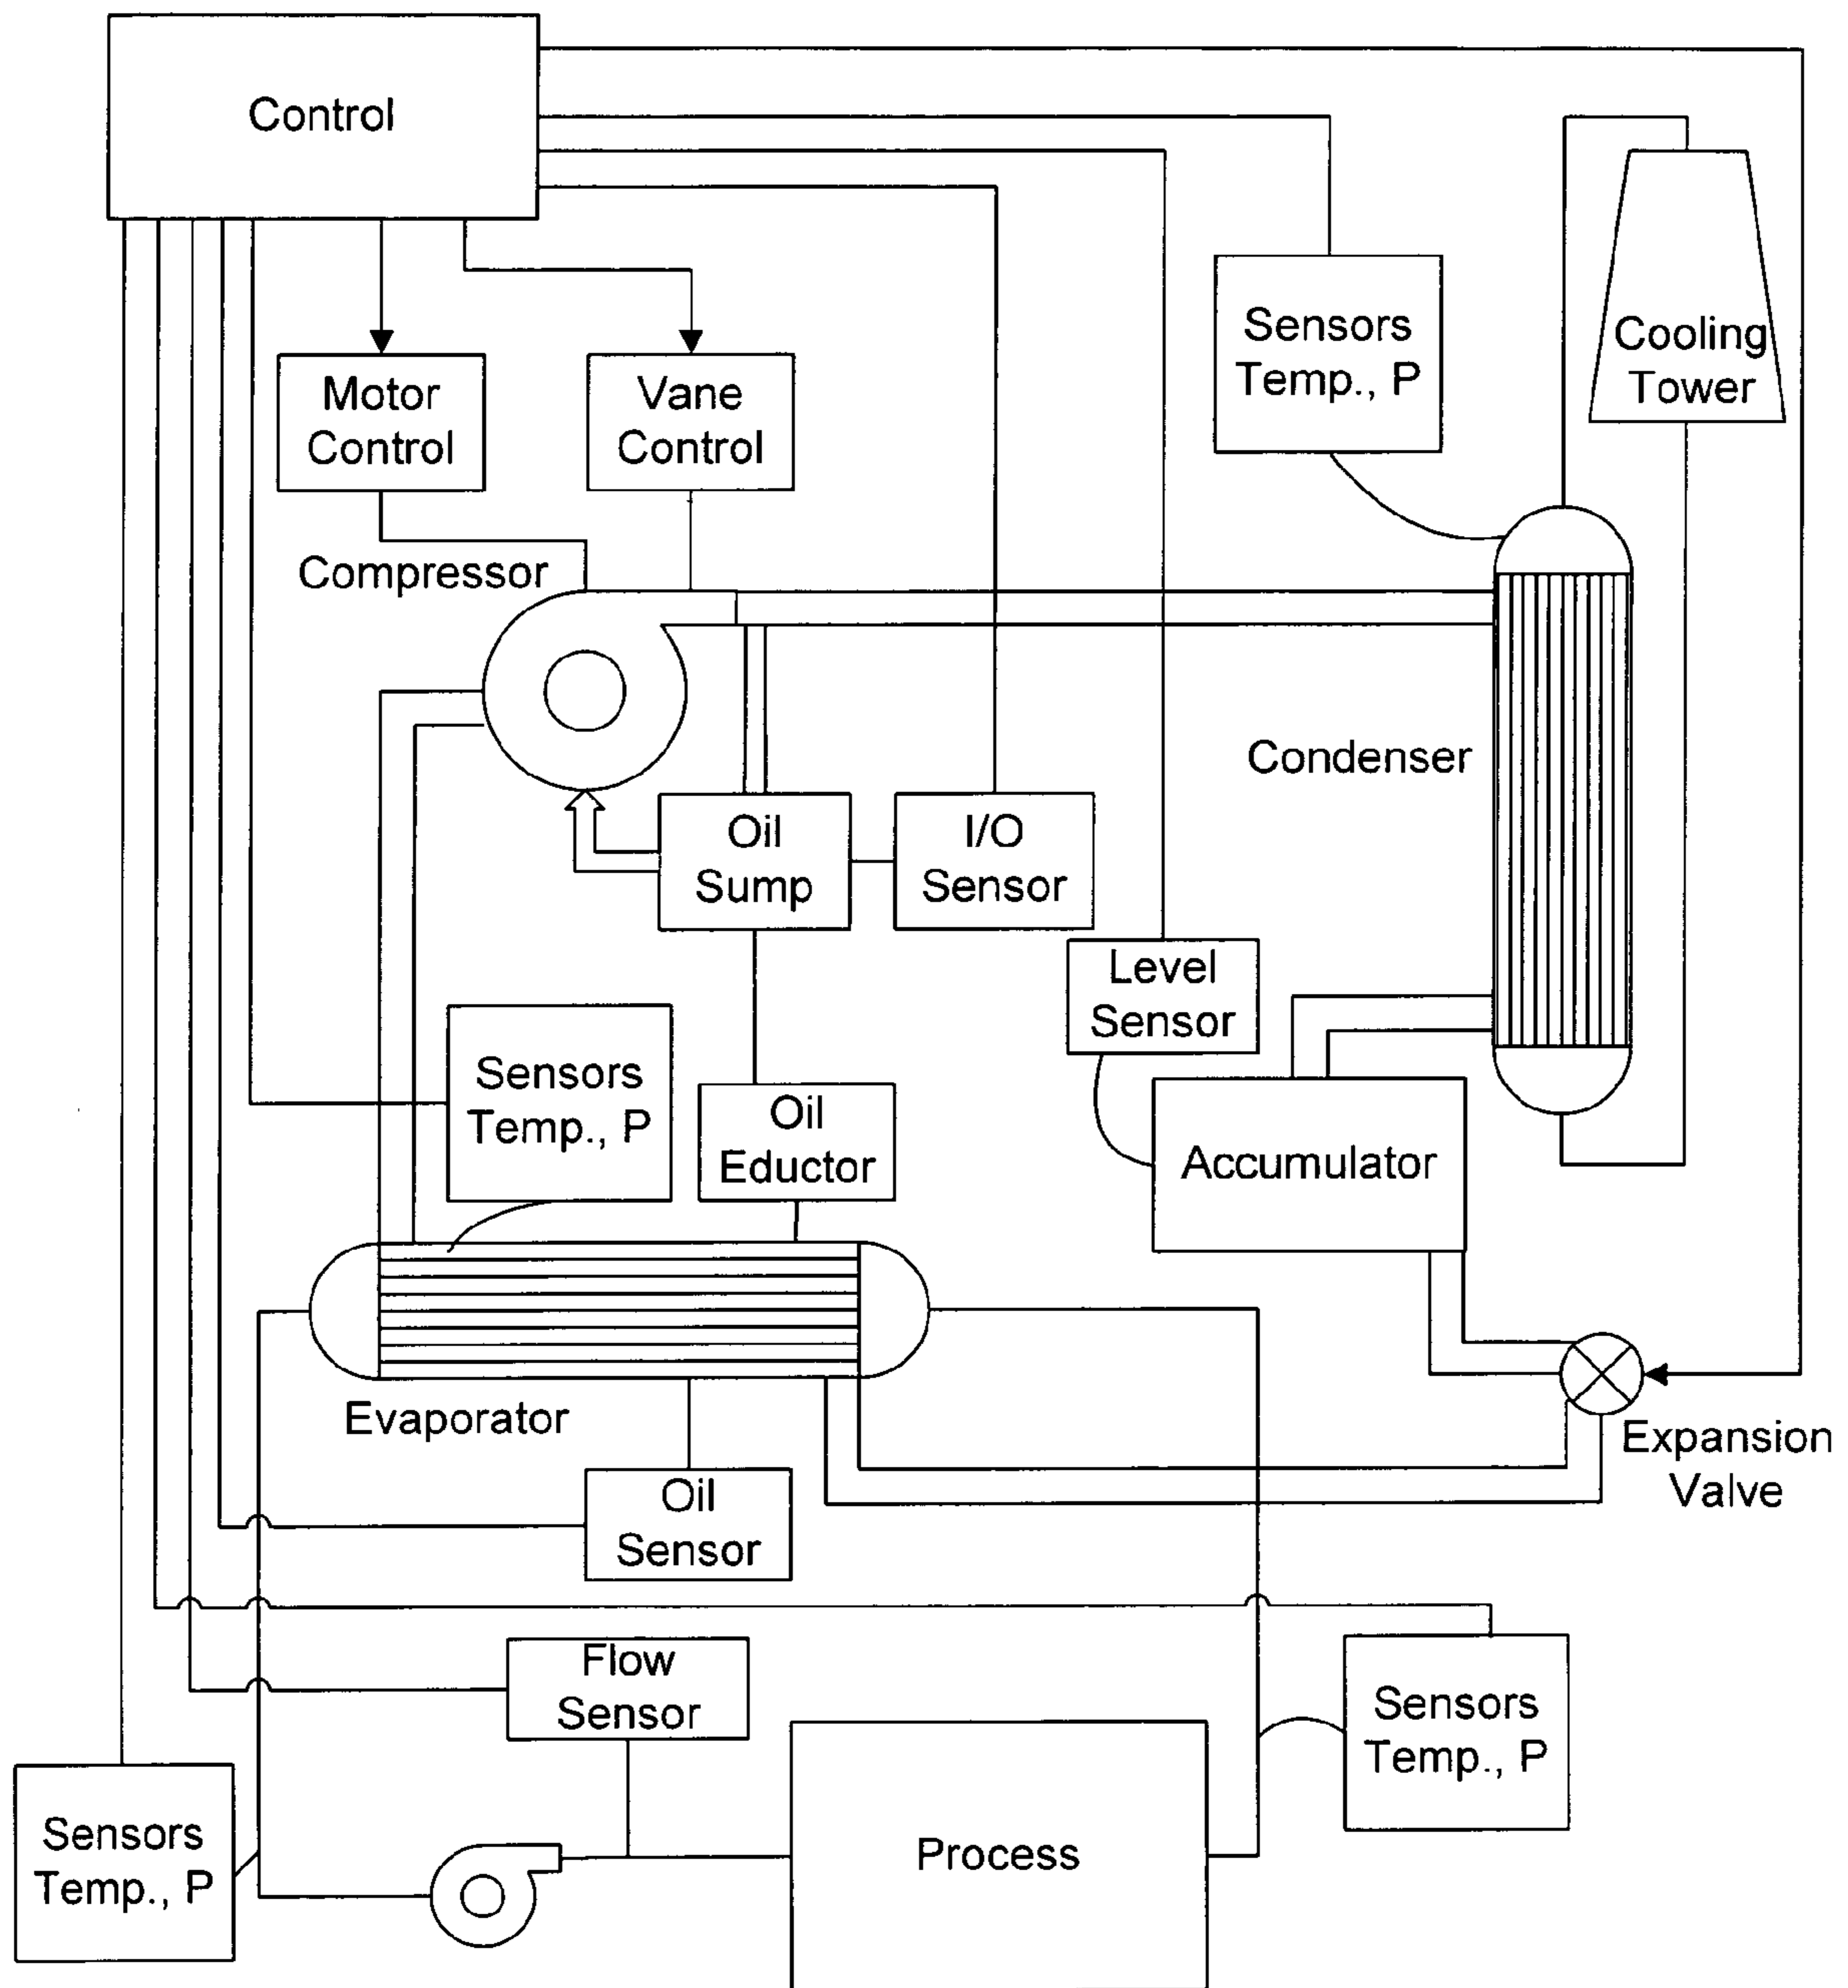 Control
Motor
Control
Vane
Control
Sensors
Temp., P
Cooling
Tower
Compressor
Condenser
Oil
Sump
I/O
Sensor
Level
Sensor
Sensors
Temp., P
Oil
Eductor
Accumulator
Evaporator
Expansion
Valve
Oil
Sensor
Flow
Sensor
Sensors
Temp., P
Sensors
Temp., P
Process